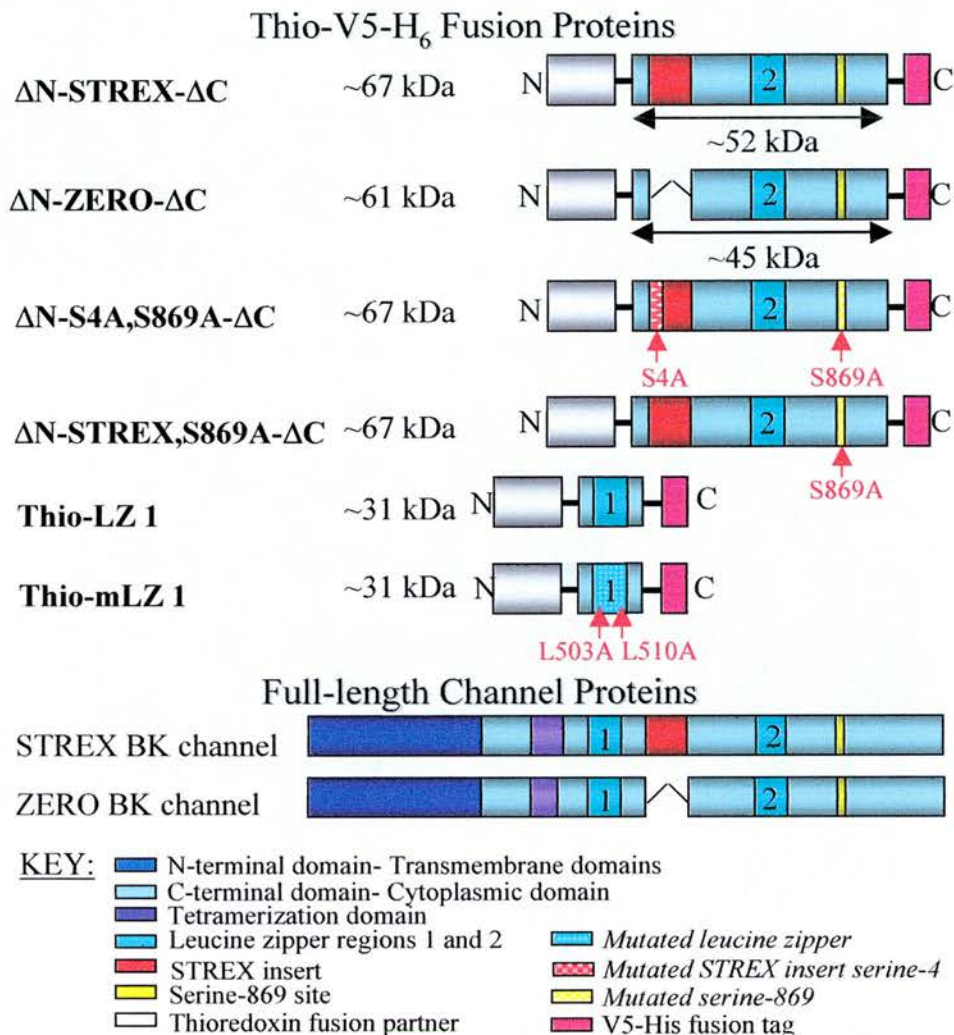 Thio-V5-H6 Fusion Proteins
ΔN-STREX-ΔC ~67 kDa N 2 C
~52 kDa
ΔN-ZERO-ΔC ~61 kDa N 2 C
~45 kDa
ΔN-S4A,S869A-ΔC ~67 kDa N 2 C
S4A S869A
ΔN-STREX,S869A-ΔC ~67 kDa N 2 C
S869A
Thio-LZ 1 ~31 kDa N 1 C
Thio-mLZ 1 ~31 kDa N 1 C
L503A L510A
Full-length Channel Proteins
STREX BK channel 1 2
ZERO BK channel 1 2
KEY:
N-terminal domain- Transmembrane domains
C-terminal domain- Cytoplasmic domain
Tetramerization domain
Leucine zipper regions 1 and 2
STREX insert
Serine-869 site
Thioredoxin fusion partner
Mutated leucine zipper
Mutated STREX insert serine-4
Mutated serine-869
V5-His fusion tag